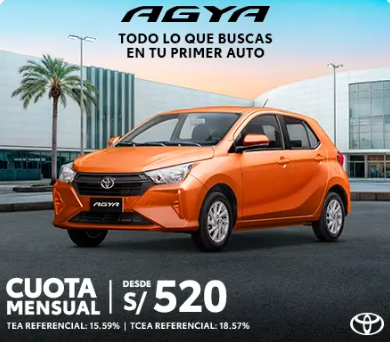 AGYA
TODO LO QUE BUSCAS
EN TU PRIMER AUTO
AGYA
CUOTA
MENSUAL
DESDE
S/ 520
TEA REFERENCIAL: 15.59% | TCEA REFERENCIAL: 18.57%